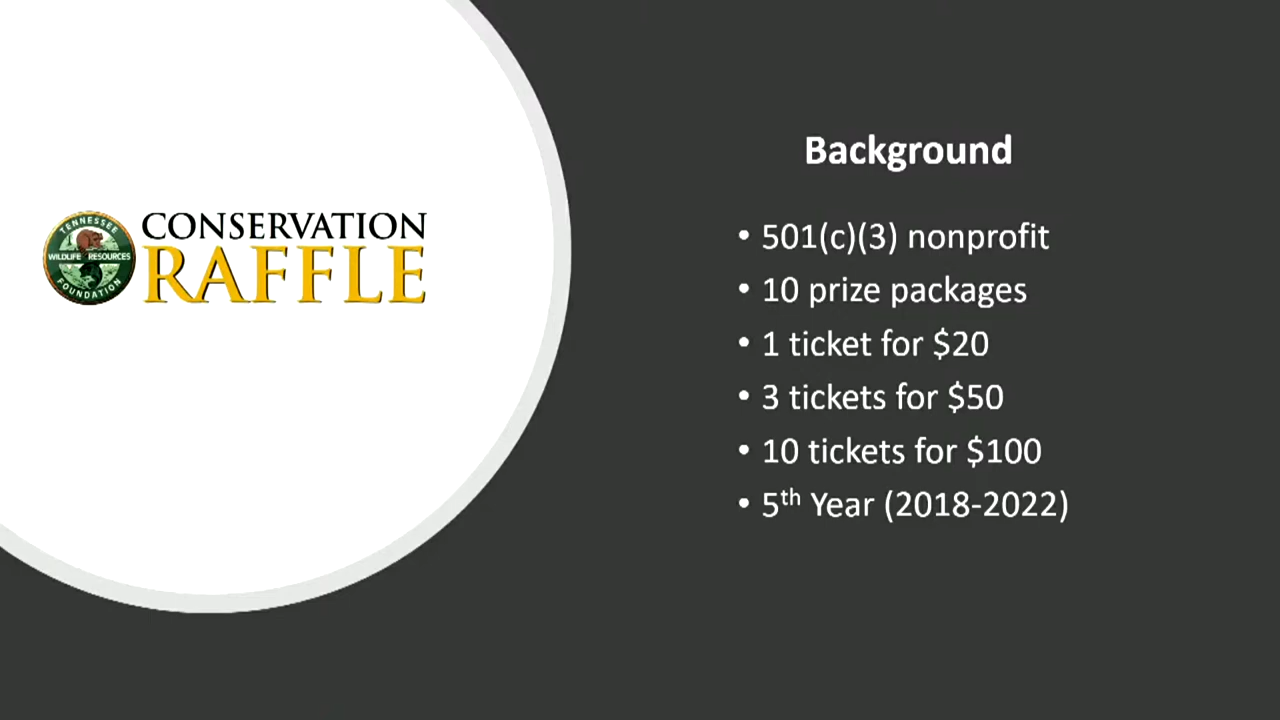 TENNESSEE
WILDLIFE RESOURCES
FOUNDATION
CONSERVATION
RAFFLE
Background
• 501(c)(3) nonprofit
• 10 prize packages
• 1 ticket for $20
• 3 tickets for $50
• 10 tickets for $100
• 5th Year (2018-2022)